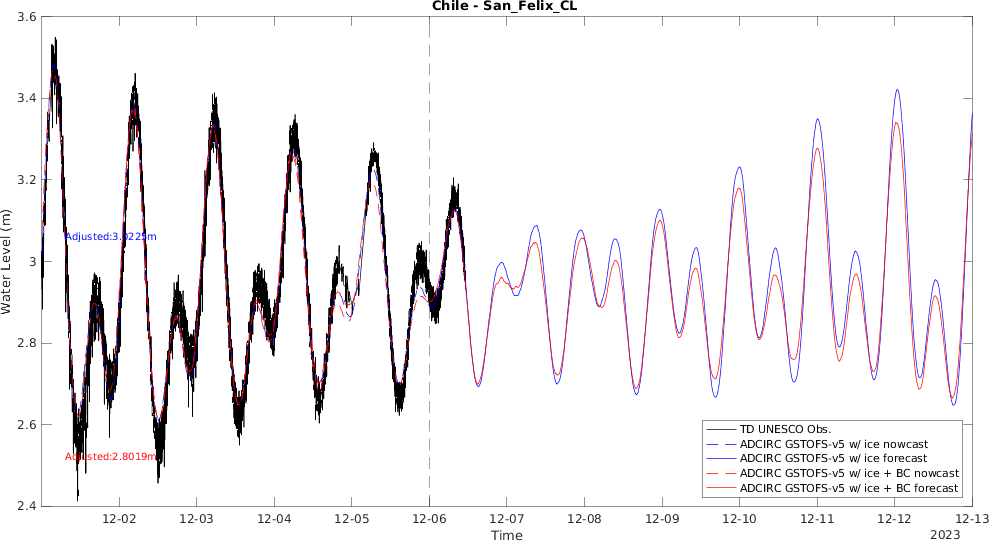 Chile - San_Felix_CL
3.6
3.4
3.2
3
2.8
2.6
2.4
Water Level (m)
Adjusted:3.0225m
Adjusted:2.8019m
TD UNESCO Obs.
ADCIRC GSTOFS-v5 w/ ice nowcast
ADCIRC GSTOFS-v5 w/ ice forecast
ADCIRC GSTOFS-v5 w/ ice + BC nowcast
ADCIRC GSTOFS-v5 w/ ice + BC forecast
12-02 12-03 12-04 12-05 12-06 12-07 12-08 12-09 12-10 12-11 12-12 12-13
Time
2023